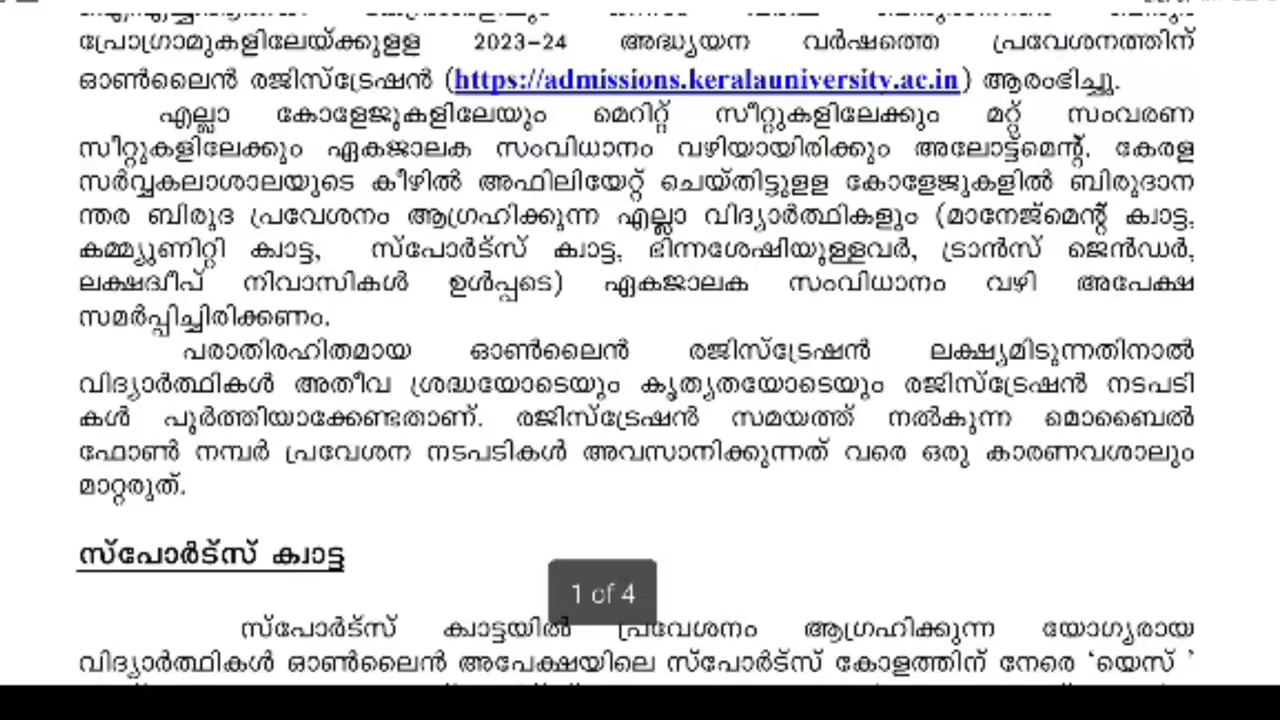 പ്രോഗ്രാമുകളിലേയ്ക്കുളള 2023-24 അദ്ധ്യയന വർഷത്തെ പ്രവേശനത്തിന്
ഓൺലൈൻ രജിസ്ട്രേഷൻ (https://admissions.keralauniversity.ac.in) ആരംഭിച്ചു.
എല്ലാ കോളേജുകളിലേയും മെറിറ്റ് സീറ്റുകളിലേക്കും മറ്റ് സംവരണ
സീറ്റുകളിലേക്കും ഏകജാലക സംവിധാനം വഴിയായിരിക്കും അലോട്ട്മെന്റ്. കേരള
സർവ്വകലാശാലയുടെ കീഴിൽ അഫിലിയേറ്റ് ചെയ്തിട്ടുളള കോളേജുകളിൽ ബിരുദാന
ന്തര ബിരുദ പ്രവേശനം ആഗ്രഹിക്കുന്ന എല്ലാ വിദ്യാർത്ഥികളും (മാനേജ്മെന്റ് ക്വാട്ട,
കമ്മ്യുണിറ്റി ക്വാട്ട, സ്പോർട്സ് ക്വാട്ട, ഭിന്നശേഷിയുള്ളവർ, ട്രാൻസ് ജെൻഡർ,
ലക്ഷദ്വീപ് നിവാസികൾ ഉൾപ്പടെ) ഏകജാലക സംവിധാനം വഴി അപേക്ഷ
സമർപ്പിച്ചിരിക്കണം.
പരാതിരഹിതമായ ഓൺലൈൻ രജിസ്ട്രേഷൻ ലക്ഷ്യമിടുന്നതിനാൽ
വിദ്യാർത്ഥികൾ അതീവ ശ്രദ്ധയോടെയും കൃത്യതയോടെയും രജിസ്ട്രേഷൻ നടപടി
കൾ പൂർത്തിയാക്കേണ്ടതാണ്. രജിസ്ട്രേഷൻ സമയത്ത് നൽകുന്ന മൊബൈൽ
ഫോൺ നമ്പർ പ്രവേശന നടപടികൾ അവസാനിക്കുന്നത് വരെ ഒരു കാരണവശാലും
മാറ്റരുത്.
സ്പോർട്സ് ക്വാട്ട
1 of 4
സ്പോർട്സ് ക്വാട്ടയിൽ പ്രവേശനം ആഗ്രഹിക്കുന്ന യോഗ്യരായ
വിദ്യാർത്ഥികൾ ഓൺലൈൻ അപേക്ഷയിലെ സ്പോർട്സ് കോളത്തിന് നേരെ ‘യെസ് ’